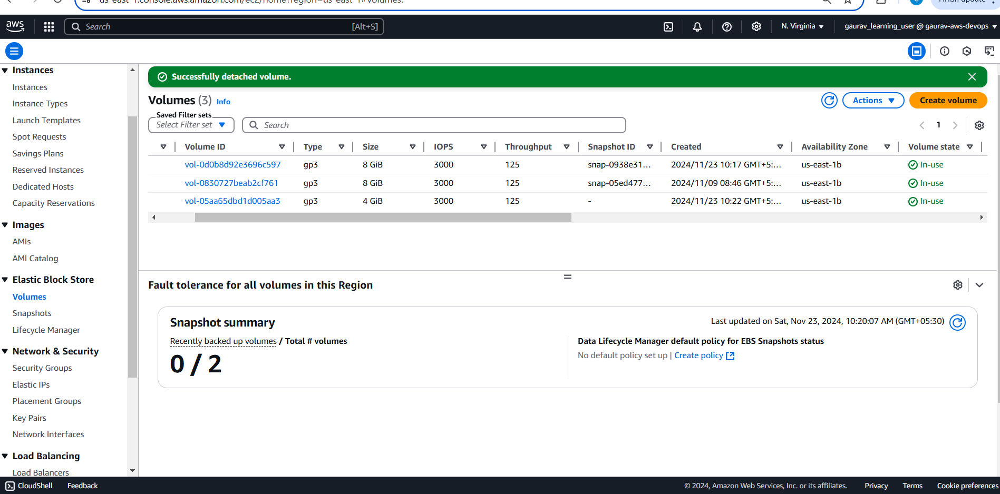 us-east-1.console.aws.amazon.com/ec2/home?region=us-east-1#Volumes:
Finish update
aws
Search [Alt+S]
N. Virginia
gaurav_learning_user @ gaurav-aws-devops
Instances
Instances
Instance Types
Launch Templates
Spot Requests
Savings Plans
Reserved Instances
Dedicated Hosts
Capacity Reservations
Images
AMIs
AMI Catalog
Elastic Block Store
Volumes
Snapshots
Lifecycle Manager
Network & Security
Security Groups
Elastic IPs
Placement Groups
Key Pairs
Network Interfaces
Load Balancing
Load Balancers
Successfully detached volume.
Volumes (3) Info
Actions
Create volume
Saved Filter sets
Select Filter set
Search
1
Volume ID Type Size IOPS Throughput Snapshot ID Created Availability Zone Volume state
vol-0d0b8d92e3696c597 gp3 8 GiB 3000 125 snap-0938e31... 2024/11/23 10:17 GMT+5:... us-east-1b In-use
vol-0830727beab2cf761 gp3 8 GiB 3000 125 snap-05ed477... 2024/11/09 08:46 GMT+5:... us-east-1b In-use
vol-05aa65dbd1d005aa3 gp3 4 GiB 3000 125 - 2024/11/23 10:22 GMT+5:... us-east-1b In-use
Fault tolerance for all volumes in this Region
Snapshot summary
Last updated on Sat, Nov 23, 2024, 10:20:07 AM (GMT+05:30)
Recently backed up volumes / Total # volumes
0 / 2
Data Lifecycle Manager default policy for EBS Snapshots status
No default policy set up | Create policy
CloudShell
Feedback
© 2024, Amazon Web Services, Inc. or its affiliates.
Privacy
Terms
Cookie preferences